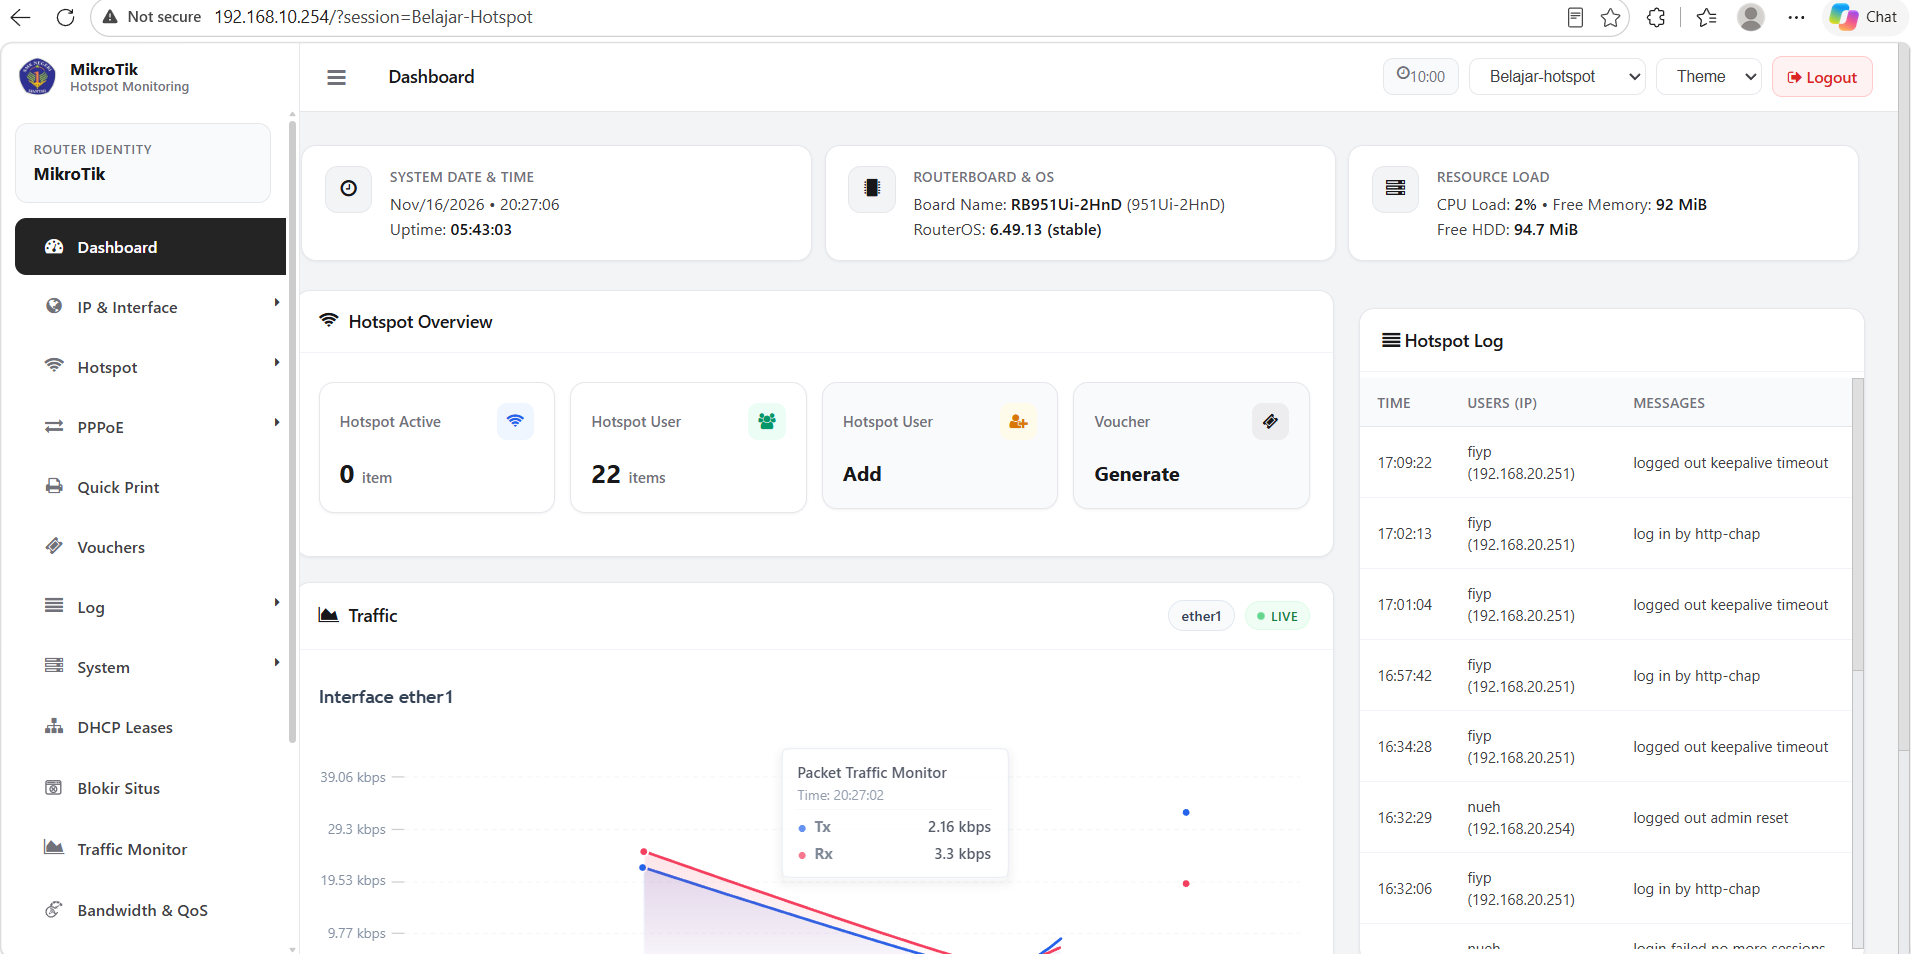 Not secure 192.168.10.254/?session=Belajar-Hotspot
Chat
MikroTik
Hotspot Monitoring
Dashboard
10:00
Belajar-hotspot
Theme
Logout
ROUTER IDENTITY
MikroTik
Dashboard
IP & Interface
Hotspot
PPPoE
Quick Print
Vouchers
Log
System
DHCP Leases
Blokir Situs
Traffic Monitor
Bandwidth & QoS
SYSTEM DATE & TIME
Nov/16/2026 • 20:27:06
Uptime: 05:43:03
ROUTERBOARD & OS
Board Name: RB951Ui-2HnD (951Ui-2HnD)
RouterOS: 6.49.13 (stable)
RESOURCE LOAD
CPU Load: 2% • Free Memory: 92 MiB
Free HDD: 94.7 MiB
Hotspot Overview
Hotspot Active
0 item
Hotspot User
22 items
Hotspot User
Add
Voucher
Generate
Traffic
ether1
LIVE
Interface ether1
39.06 kbps
29.3 kbps
19.53 kbps
9.77 kbps
Packet Traffic Monitor
Time: 20:27:02
Tx 2.16 kbps
Rx 3.3 kbps
Hotspot Log
TIME USERS (IP) MESSAGES
17:09:22 fiyp (192.168.20.251) logged out keepalive timeout
17:02:13 fiyp (192.168.20.251) log in by http-chap
17:01:04 fiyp (192.168.20.251) logged out keepalive timeout
16:57:42 fiyp (192.168.20.251) log in by http-chap
16:34:28 fiyp (192.168.20.251) logged out keepalive timeout
16:32:29 nueh (192.168.20.254) logged out admin reset
16:32:06 fiyp (192.168.20.251) log in by http-chap
nueh login failed no more sessions